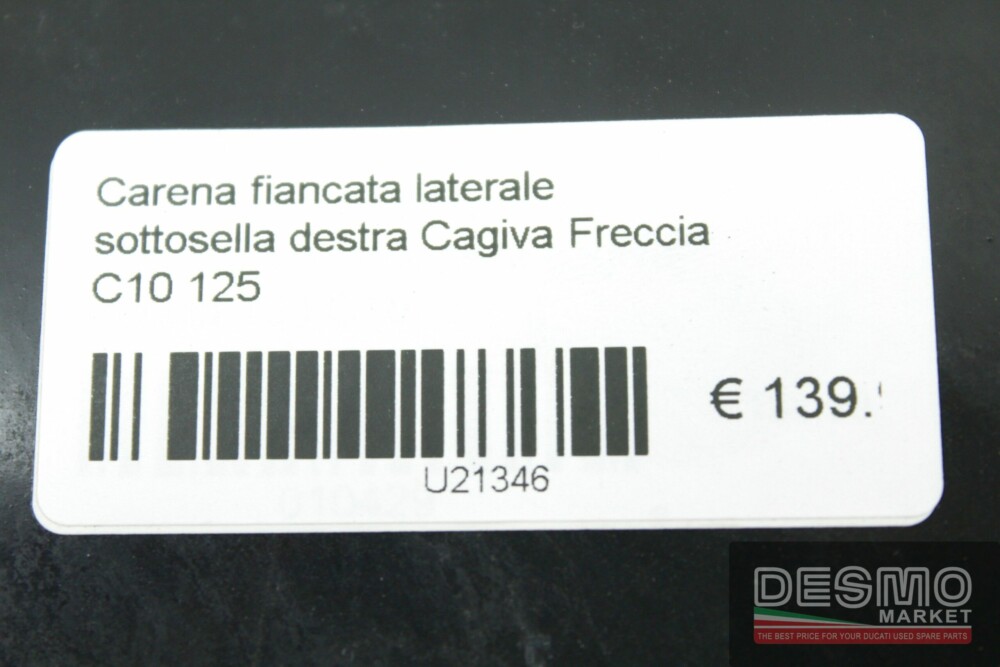 Carena fiancata laterale
sottosella destra Cagiva Freccia
C10 125
€ 139.
U21346
DESMO
MARKET
THE BEST PRICE FOR YOUR DUCATI USED SPARE PARTS